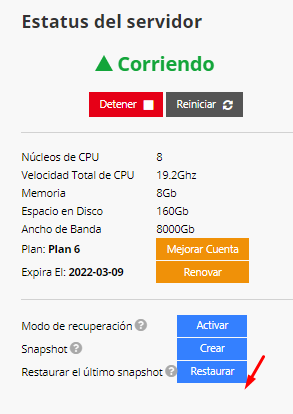 Estatus del servidor
Corriendo
Detener Reiniciar
Núcleos de CPU 8
Velocidad Total de CPU 19.2Ghz
Memoria 8Gb
Espacio en Disco 160Gb
Ancho de Banda 8000Gb
Plan: Plan 6 Mejorar Cuenta
Expira El: 2022-03-09 Renovar
Modo de recuperación ? Activar
Snapshot ? Crear
Restaurar el último snapshot ? Restaurar